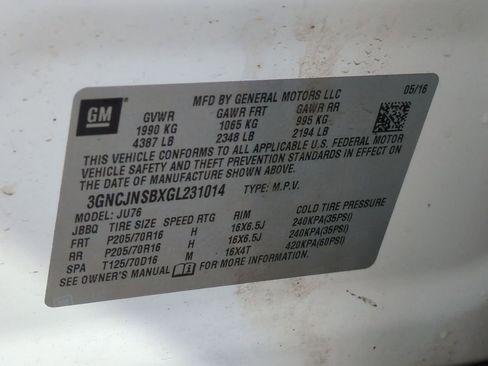 GM
MFD BY GENERAL MOTORS LLC 05/16
GVWR GAWR FRT GAWR RR
1990 KG 1065 KG 995 KG
4387 LB 2348 LB 2194 LB
THIS VEHICLE CONFORMS TO ALL APPLICABLE U.S. FEDERAL MOTOR
VEHICLE SAFETY AND THEFT PREVENTION STANDARDS IN EFFECT ON
THE DATE OF MANUFACTURE SHOWN ABOVE.
3GNCJNSBXGL231014 TYPE: M.P.V.
MODEL: JU76
JBBQ TIRE SIZE SPEED RTG RIM COLD TIRE PRESSURE
FRT P205/70R16 H 16X6.5J 240KPA(35PSI)
RR P205/70R16 H 16X6.5J 240KPA(35PSI)
SPA T125/70D16 M 16X4T 420KPA(60PSI)
SEE OWNER'S MANUAL FOR MORE INFORMATION.